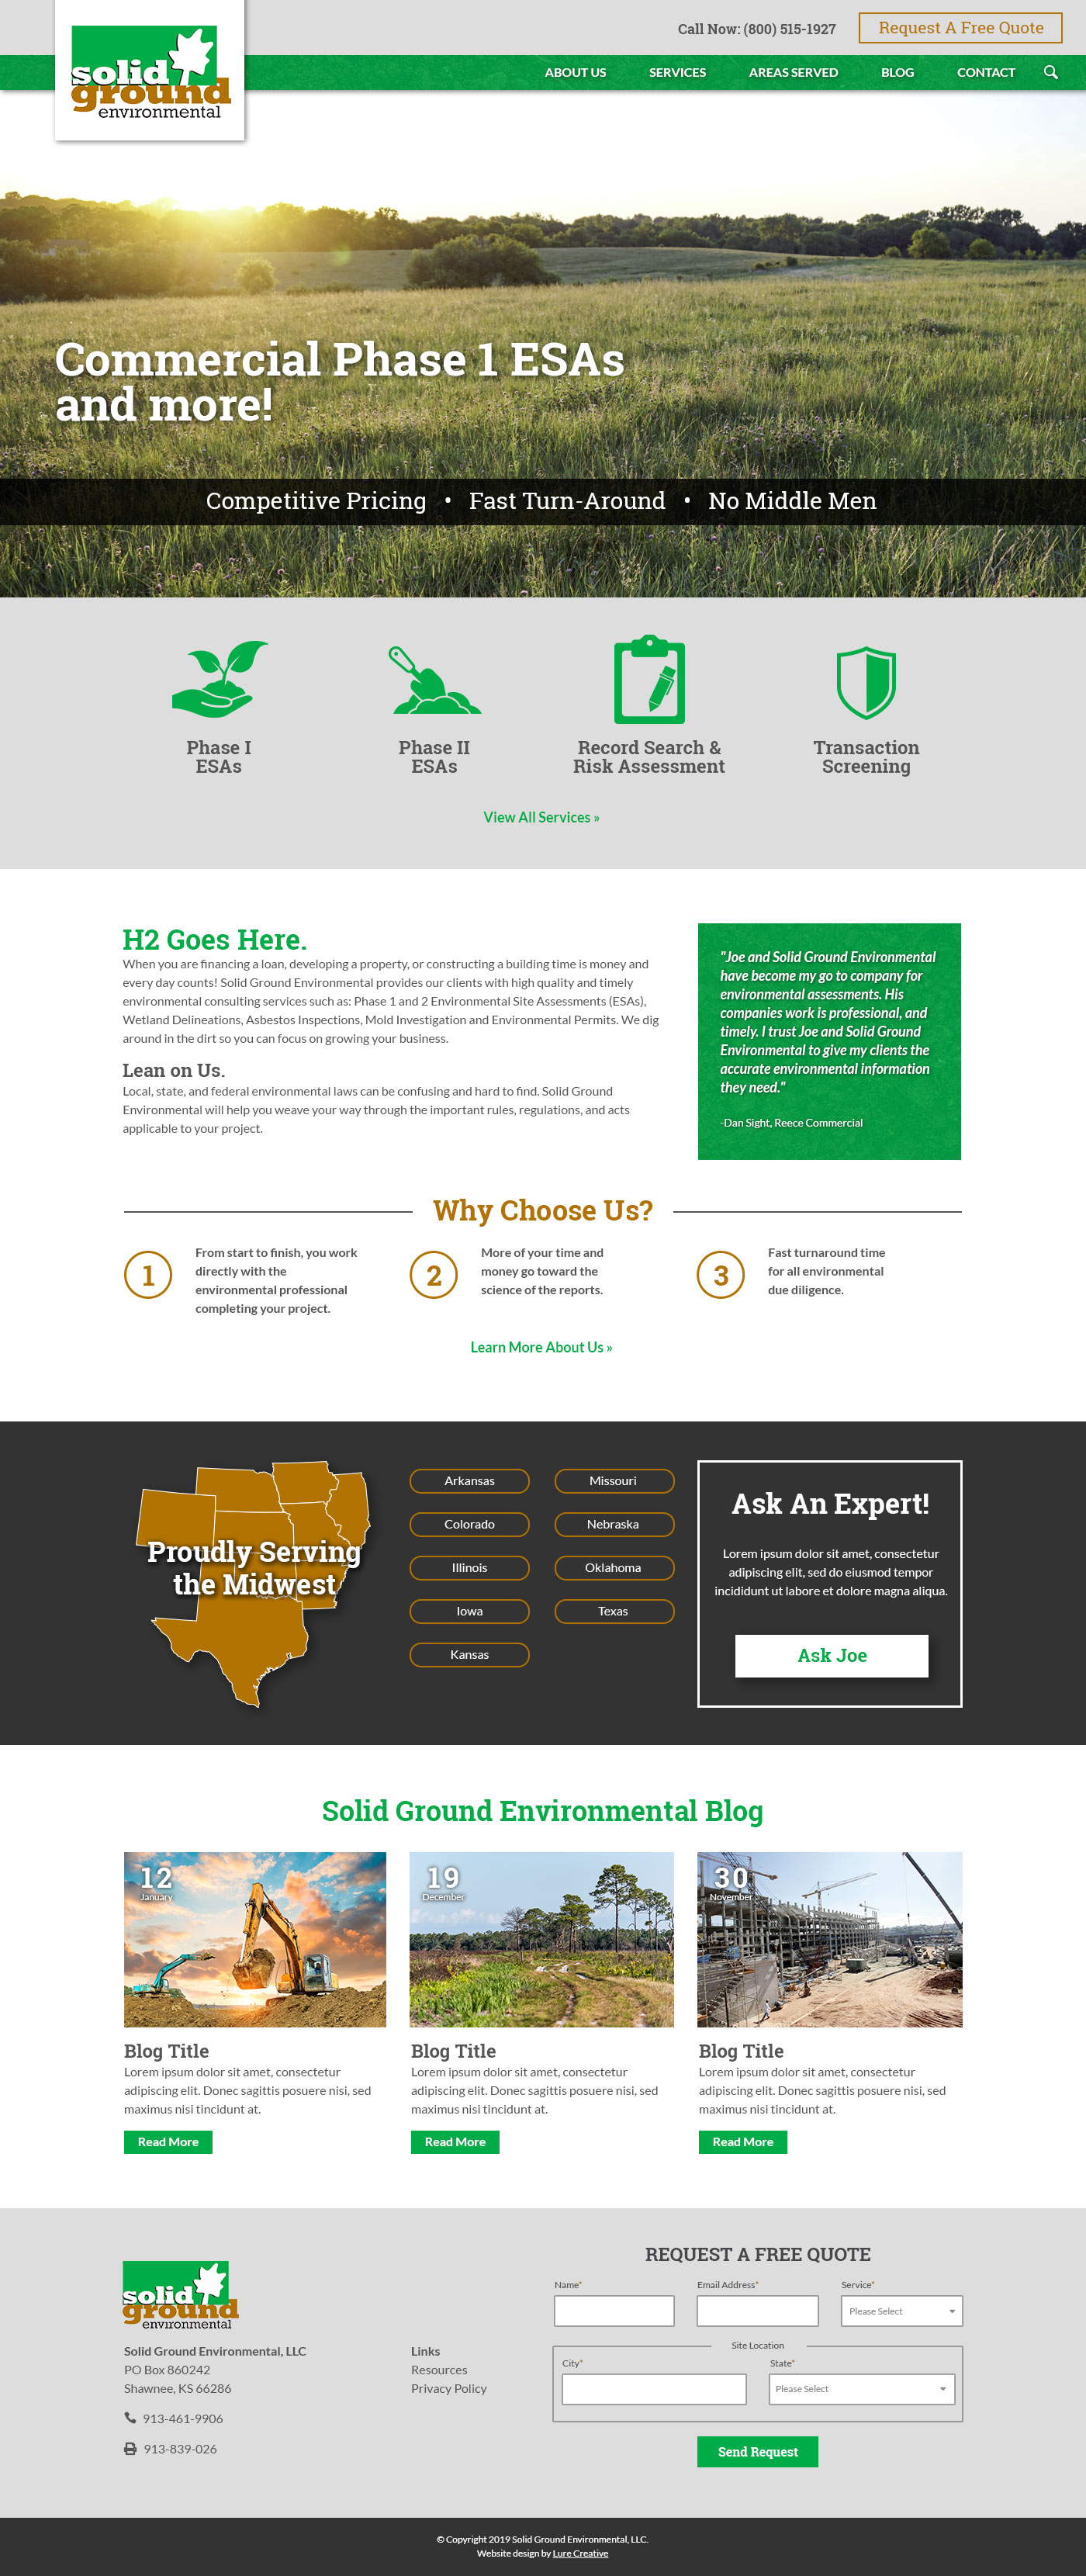 solid
ground
environmental
Call Now: (800) 515-1927
Request A Free Quote
ABOUT US
SERVICES
AREAS SERVED
BLOG
CONTACT
Commercial Phase 1 ESAs
and more!
Competitive Pricing • Fast Turn-Around • No Middle Men
Phase I
ESAs
Phase II
ESAs
Record Search &
Risk Assessment
Transaction
Screening
View All Services »
H2 Goes Here.
When you are financing a loan, developing a property, or constructing a building time is money and
every day counts! Solid Ground Environmental provides our clients with high quality and timely
environmental consulting services such as: Phase 1 and 2 Environmental Site Assessments (ESAs),
Wetland Delineations, Asbestos Inspections, Mold Investigation and Environmental Permits. We dig
around in the dirt so you can focus on growing your business.
Lean on Us.
Local, state, and federal environmental laws can be confusing and hard to find. Solid Ground
Environmental will help you weave your way through the important rules, regulations, and acts
applicable to your project.
"Joe and Solid Ground Environmental
have become my go to company for
environmental assessments. His
companies work is professional, and
timely. I trust Joe and Solid Ground
Environmental to give my clients the
accurate environmental information
they need."
-Dan Sight, Reece Commercial
Why Choose Us?
1
From start to finish, you work
directly with the
environmental professional
completing your project.
2
More of your time and
money go toward the
science of the reports.
3
Fast turnaround time
for all environmental
due diligence.
Learn More About Us »
Proudly Serving
the Midwest
Arkansas
Colorado
Illinois
Iowa
Kansas
Missouri
Nebraska
Oklahoma
Texas
Ask An Expert!
Lorem ipsum dolor sit amet, consectetur
adipiscing elit, sed do eiusmod tempor
incididunt ut labore et dolore magna aliqua.
Ask Joe
Solid Ground Environmental Blog
12
January
Blog Title
Lorem ipsum dolor sit amet, consectetur
adipiscing elit. Donec sagittis posuere nisi, sed
maximus nisi tincidunt at.
Read More
19
December
Blog Title
Lorem ipsum dolor sit amet, consectetur
adipiscing elit. Donec sagittis posuere nisi, sed
maximus nisi tincidunt at.
Read More
30
November
Blog Title
Lorem ipsum dolor sit amet, consectetur
adipiscing elit. Donec sagittis posuere nisi, sed
maximus nisi tincidunt at.
Read More
solid
ground
environmental
Solid Ground Environmental, LLC
PO Box 860242
Shawnee, KS 66286
913-461-9906
913-839-026
Links
Resources
Privacy Policy
REQUEST A FREE QUOTE
Name*
Email Address*
Service*
Please Select
Site Location
City*
State*
Please Select
Send Request
© Copyright 2019 Solid Ground Environmental, LLC.
Website design by Lure Creative